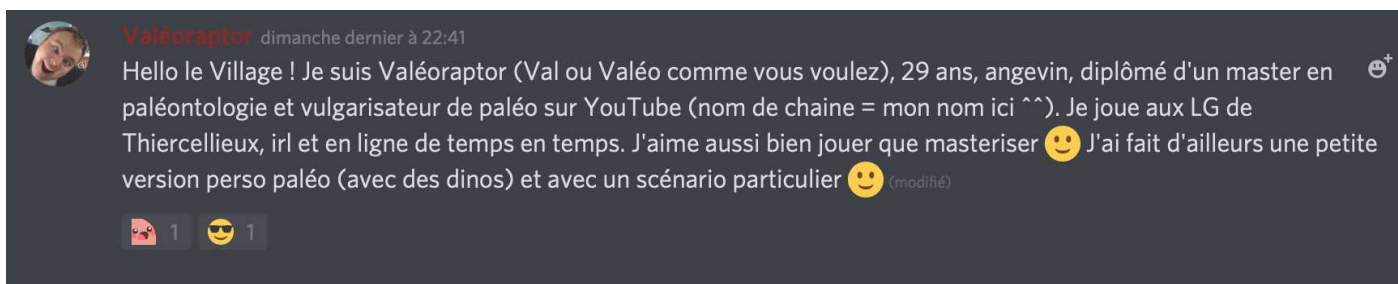 Valéoraptor dimanche dernier à 22:41
Hello le Village ! Je suis Valéoraptor (Val ou Valéo comme vous voulez), 29 ans, angevin, diplômé d'un master en
paléontologie et vulgarisateur de paléo sur YouTube (nom de chaine = mon nom ici ^^). Je joue aux LG de
Thiercellieux, irl et en ligne de temps en temps. J'aime aussi bien jouer que masteriser 🙂 J'ai fait d'ailleurs une petite
version perso paléo (avec des dinos) et avec un scénario particulier 🙂 (modifié)
1 😎 1